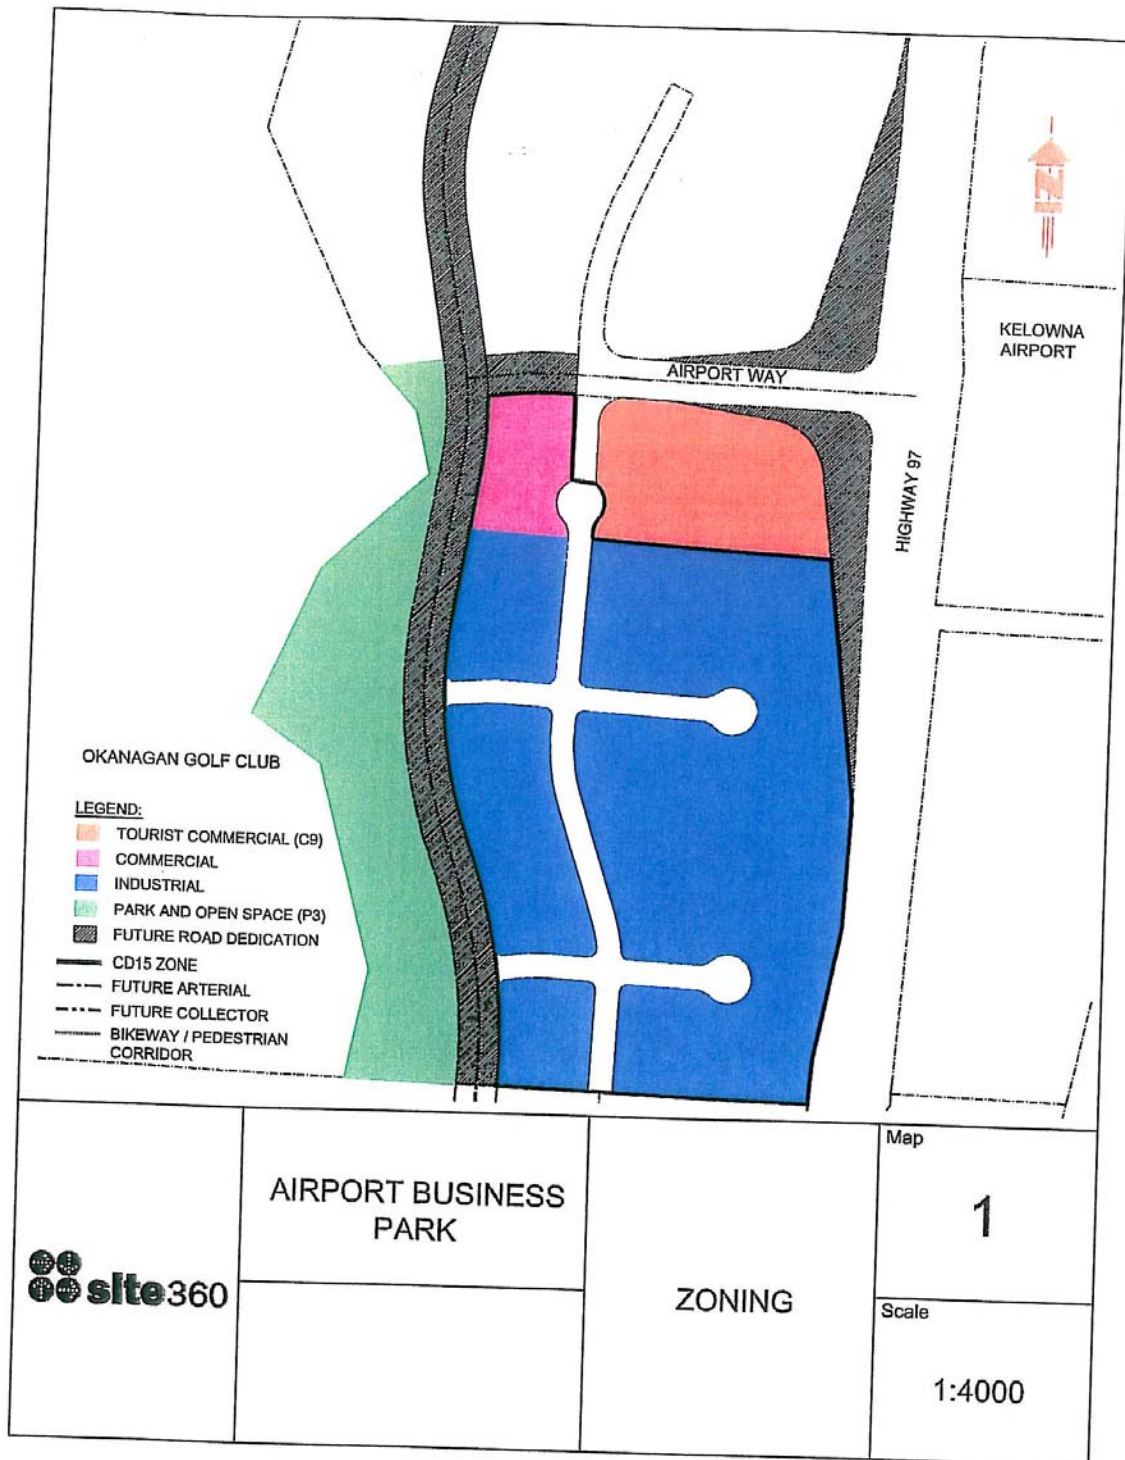 N
KELOWNA
AIRPORT
AIRPORT WAY
HIGHWAY 97
OKANAGAN GOLF CLUB
LEGEND:
TOURIST COMMERCIAL (C9)
COMMERCIAL
INDUSTRIAL
PARK AND OPEN SPACE (P3)
FUTURE ROAD DEDICATION
CD15 ZONE
FUTURE ARTERIAL
FUTURE COLLECTOR
BIKEWAY / PEDESTRIAN
CORRIDOR
site360
AIRPORT BUSINESS
PARK
ZONING
Map
1
Scale
1:4000